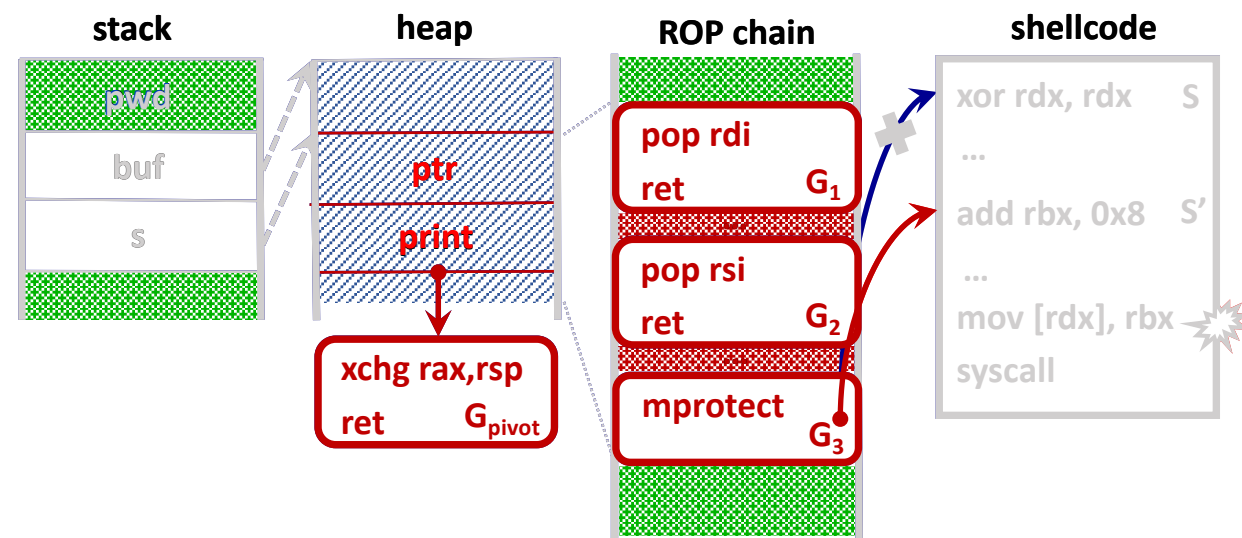 stack
pwd
buf
s
heap
ptr
print
xchg rax,rsp
ret Gpivot
ROP chain
pop rdi
ret G1
pop rsi
ret G2
mprotect
G3
shellcode
xor rdx, rdx S
...
add rbx, 0x8 S’
...
mov [rdx], rbx
syscall